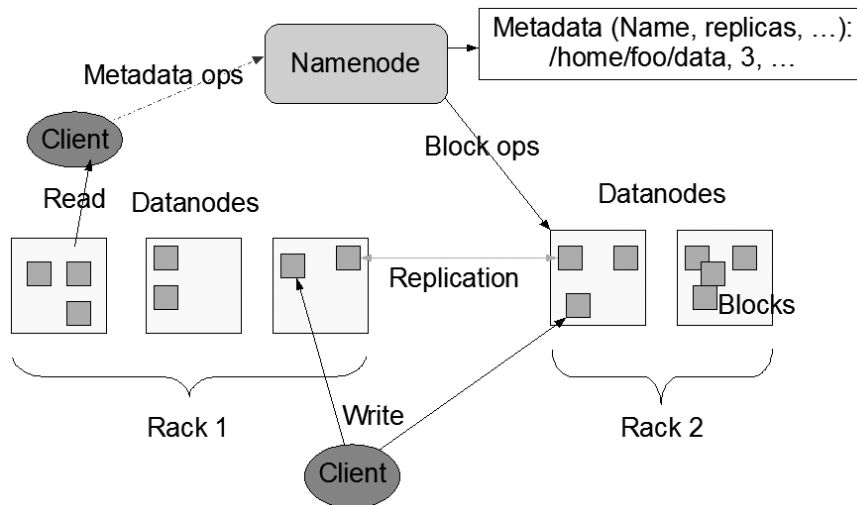 Metadata (Name, replicas, …):
/home/foo/data, 3, …
Namenode
Metadata ops
Client
Block ops
Read
Datanodes
Datanodes
Replication
Blocks
Rack 1
Write
Rack 2
Client